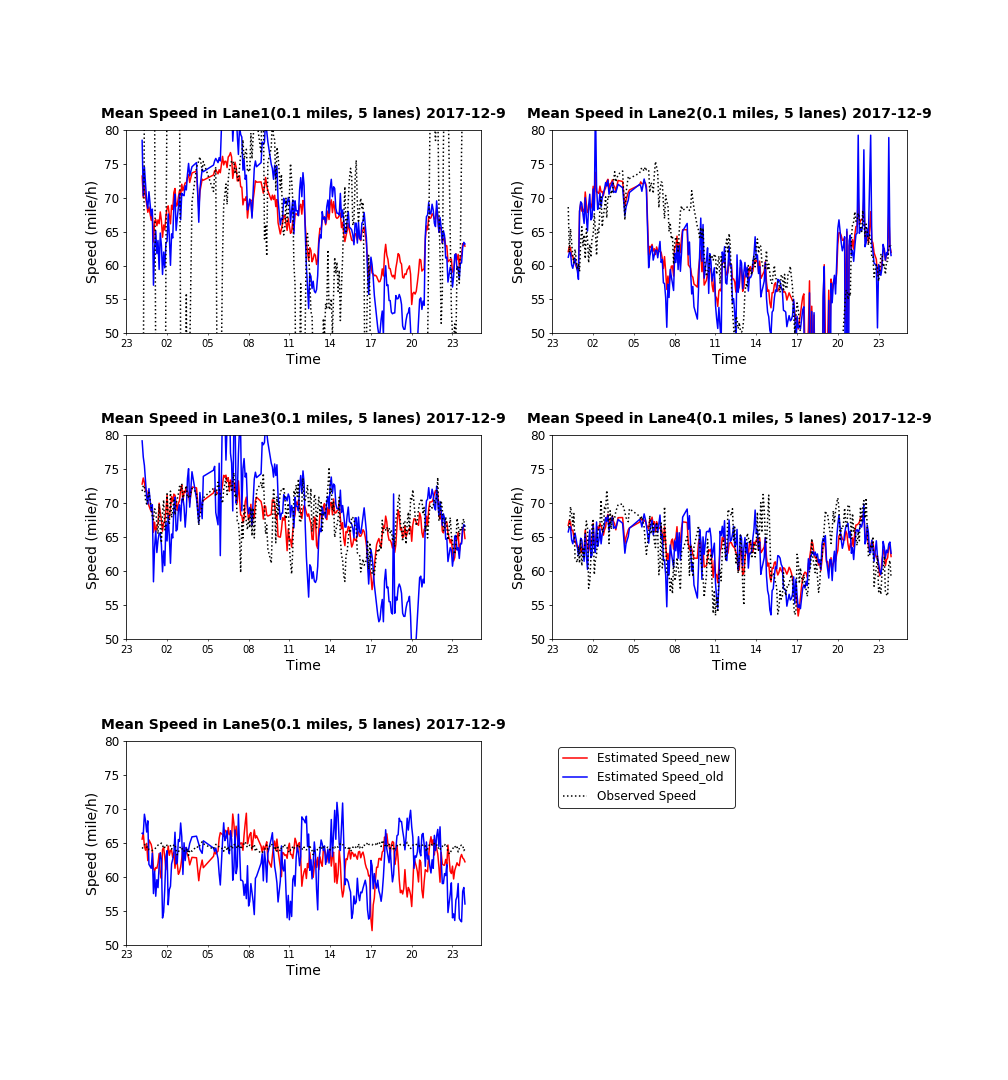 Mean Speed in Lane1(0.1 miles, 5 lanes) 2017-12-9
80
75
70
65
60
55
50
Speed (mile/h)
23 02 05 08 11 14 17 20 23
Time
Mean Speed in Lane2(0.1 miles, 5 lanes) 2017-12-9
80
75
70
65
60
55
50
Speed (mile/h)
23 02 05 08 11 14 17 20 23
Time
Mean Speed in Lane3(0.1 miles, 5 lanes) 2017-12-9
80
75
70
65
60
55
50
Speed (mile/h)
23 02 05 08 11 14 17 20 23
Time
Mean Speed in Lane4(0.1 miles, 5 lanes) 2017-12-9
80
75
70
65
60
55
50
Speed (mile/h)
23 02 05 08 11 14 17 20 23
Time
Mean Speed in Lane5(0.1 miles, 5 lanes) 2017-12-9
80
75
70
65
60
55
50
Speed (mile/h)
23 02 05 08 11 14 17 20 23
Time
Estimated Speed_new
Estimated Speed_old
Observed Speed